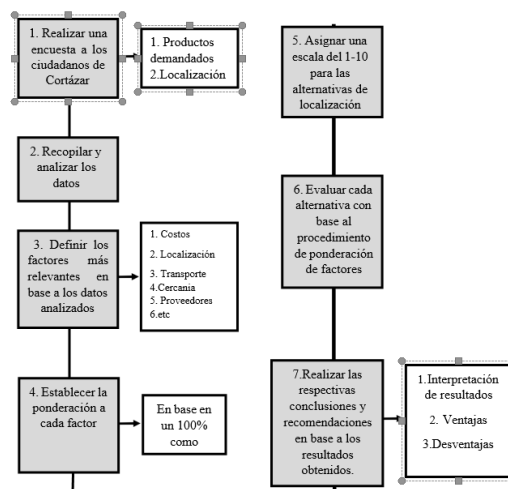 1. Realizar una
encuesta a los
ciudadanos de
Cortázar
1. Productos
demandados
2.Localización
2. Recopilar y
analizar los
datos
3. Definir los
factores más
relevantes en
base a los datos
analizados
1. Costos
2. Localización
3. Transporte
4.Cercania
5. Proveedores
6.etc
4. Establecer la
ponderación a
cada factor
En base en
un 100%
como
5. Asignar una
escala del 1-10
para las
alternativas de
localización
6. Evaluar cada
alternativa con
base al
procedimiento
de ponderación
de factores
7.Realizar las
respectivas
conclusiones y
recomendaciones
en base a los
resultados
obtenidos.
1.Interpretación
de resultados
2. Ventajas
3.Desventajas